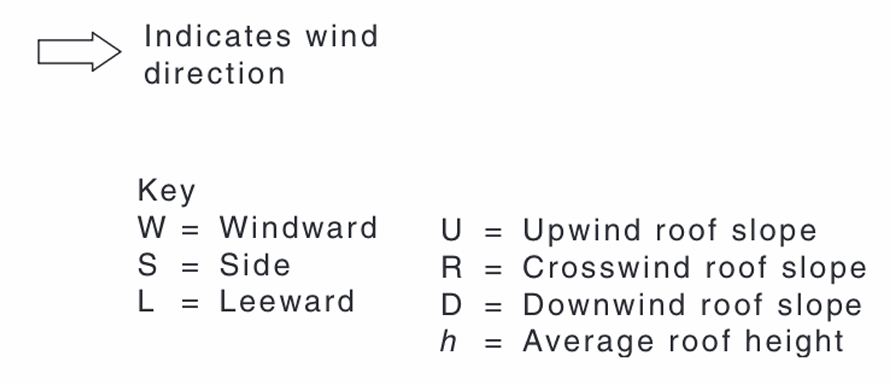 Indicates wind
direction
Key
W = Windward
S = Side
L = Leeward
U = Upwind roof slope
R = Crosswind roof slope
D = Downwind roof slope
h = Average roof height